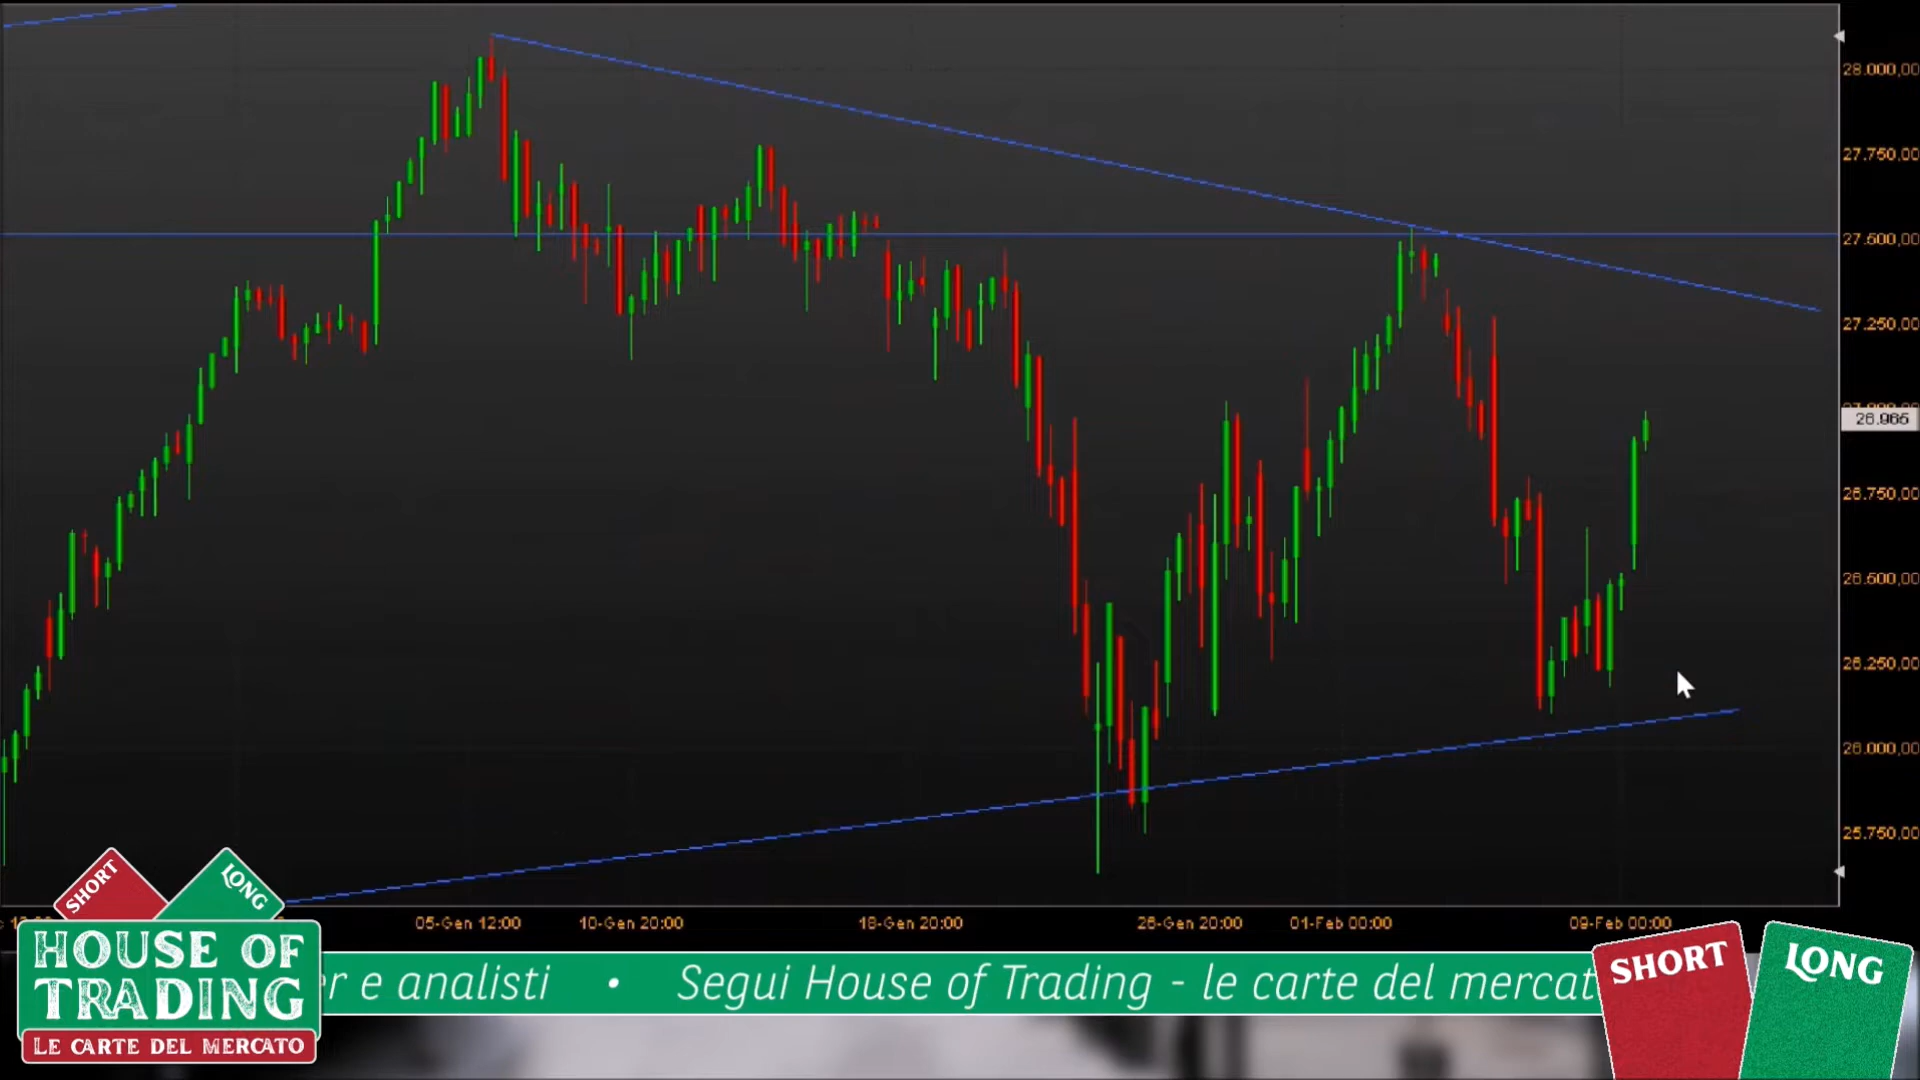 28.000,00
27.750,00
27.500,00
27.250,00
26.965
26.750,00
26.500,00
26.250,00
26.000,00
25.750,00
05-Gen 12:00
10-Gen 20:00
18-Gen 20:00
26-Gen 20:00
01-Feb 00:00
09-Feb 00:00
SHORT
LONG
HOUSE OF
TRADING
LE CARTE DEL MERCATO
er e analisti • Segui House of Trading - le carte del mercat
SHORT
LONG